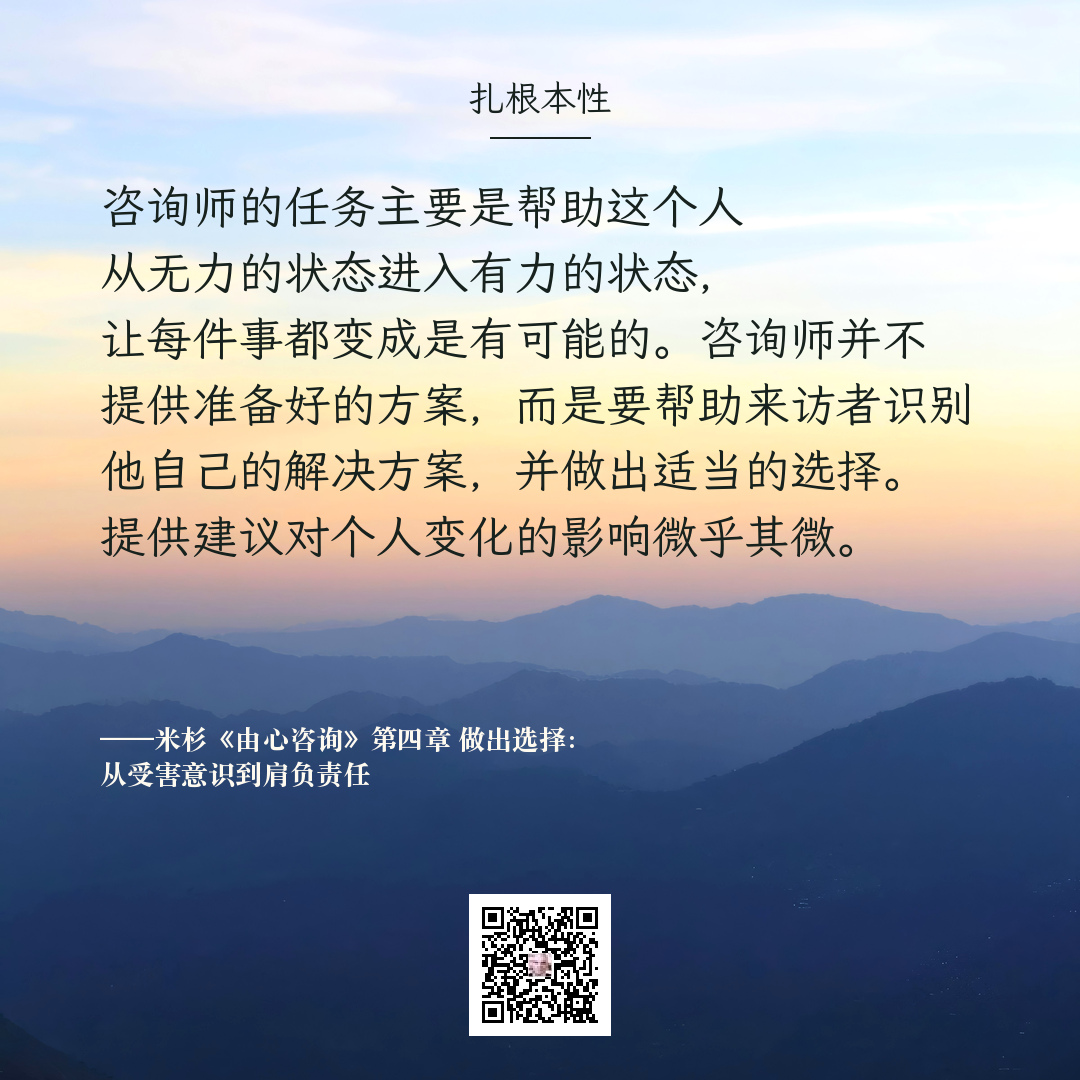 扎根本性
咨询师的任务主要是帮助这个人
从无力的状态进入有力的状态，
让每件事都变成是有可能的。咨询师并不
提供准备好的方案，而是要帮助来访者识别
他自己的解决方案，并做出适当的选择。
提供建议对个人变化的影响微乎其微。
——米杉《由心咨询》第四章 做出选择：
从受害意识到肩负责任